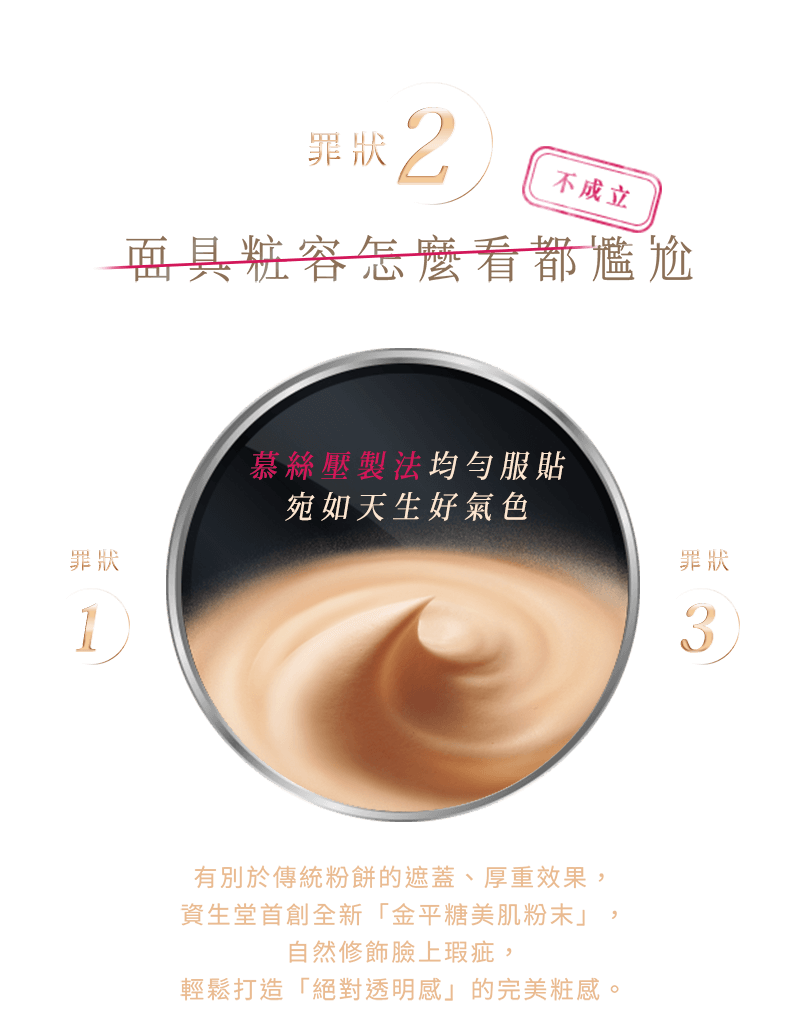 罪狀 2
不成立
面具粧容怎麼看都尷尬
慕絲壓製法均勻服貼
宛如天生好氣色
罪狀
1
罪狀
3
有別於傳統粉餅的遮蓋、厚重效果，
資生堂首創全新「金平糖美肌粉末」，
自然修飾臉上瑕疵，
輕鬆打造「絕對透明感」的完美粧感。